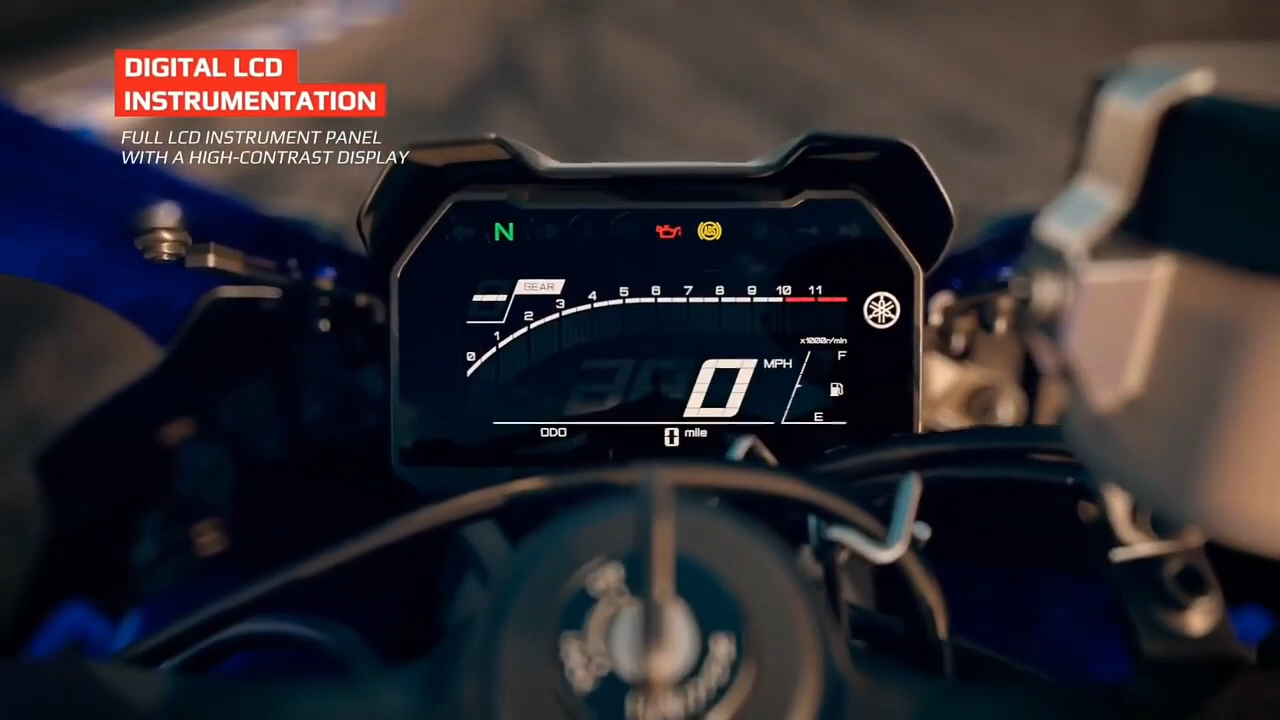 DIGITAL LCD
INSTRUMENTATION
FULL LCD INSTRUMENT PANEL
WITH A HIGH-CONTRAST DISPLAY
N
ABS
GEAR
0 1 2 3 4 5 6 7 8 9 10 11
x1000r/min
0 MPH
F
E
ODO 0 mile